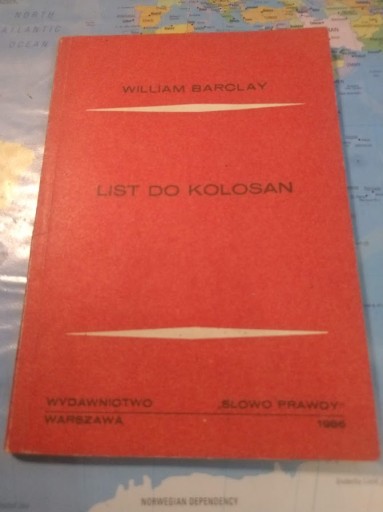 NORTH
ATLANTIC
OCEAN
WILLIAM BARCLAY
LIST DO KOLOSAN
WYDAWNICTWO „SŁOWO PRAWDY”
WARSZAWA 1986
NORWEGIAN DEPENDENCY